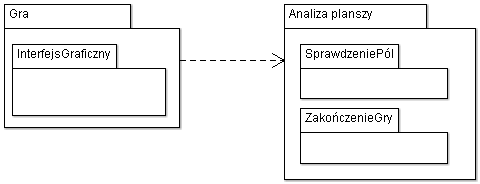 Gra
InterfejsGraficzny
Analiza planszy
SprawdzeniePól
ZakończenieGry